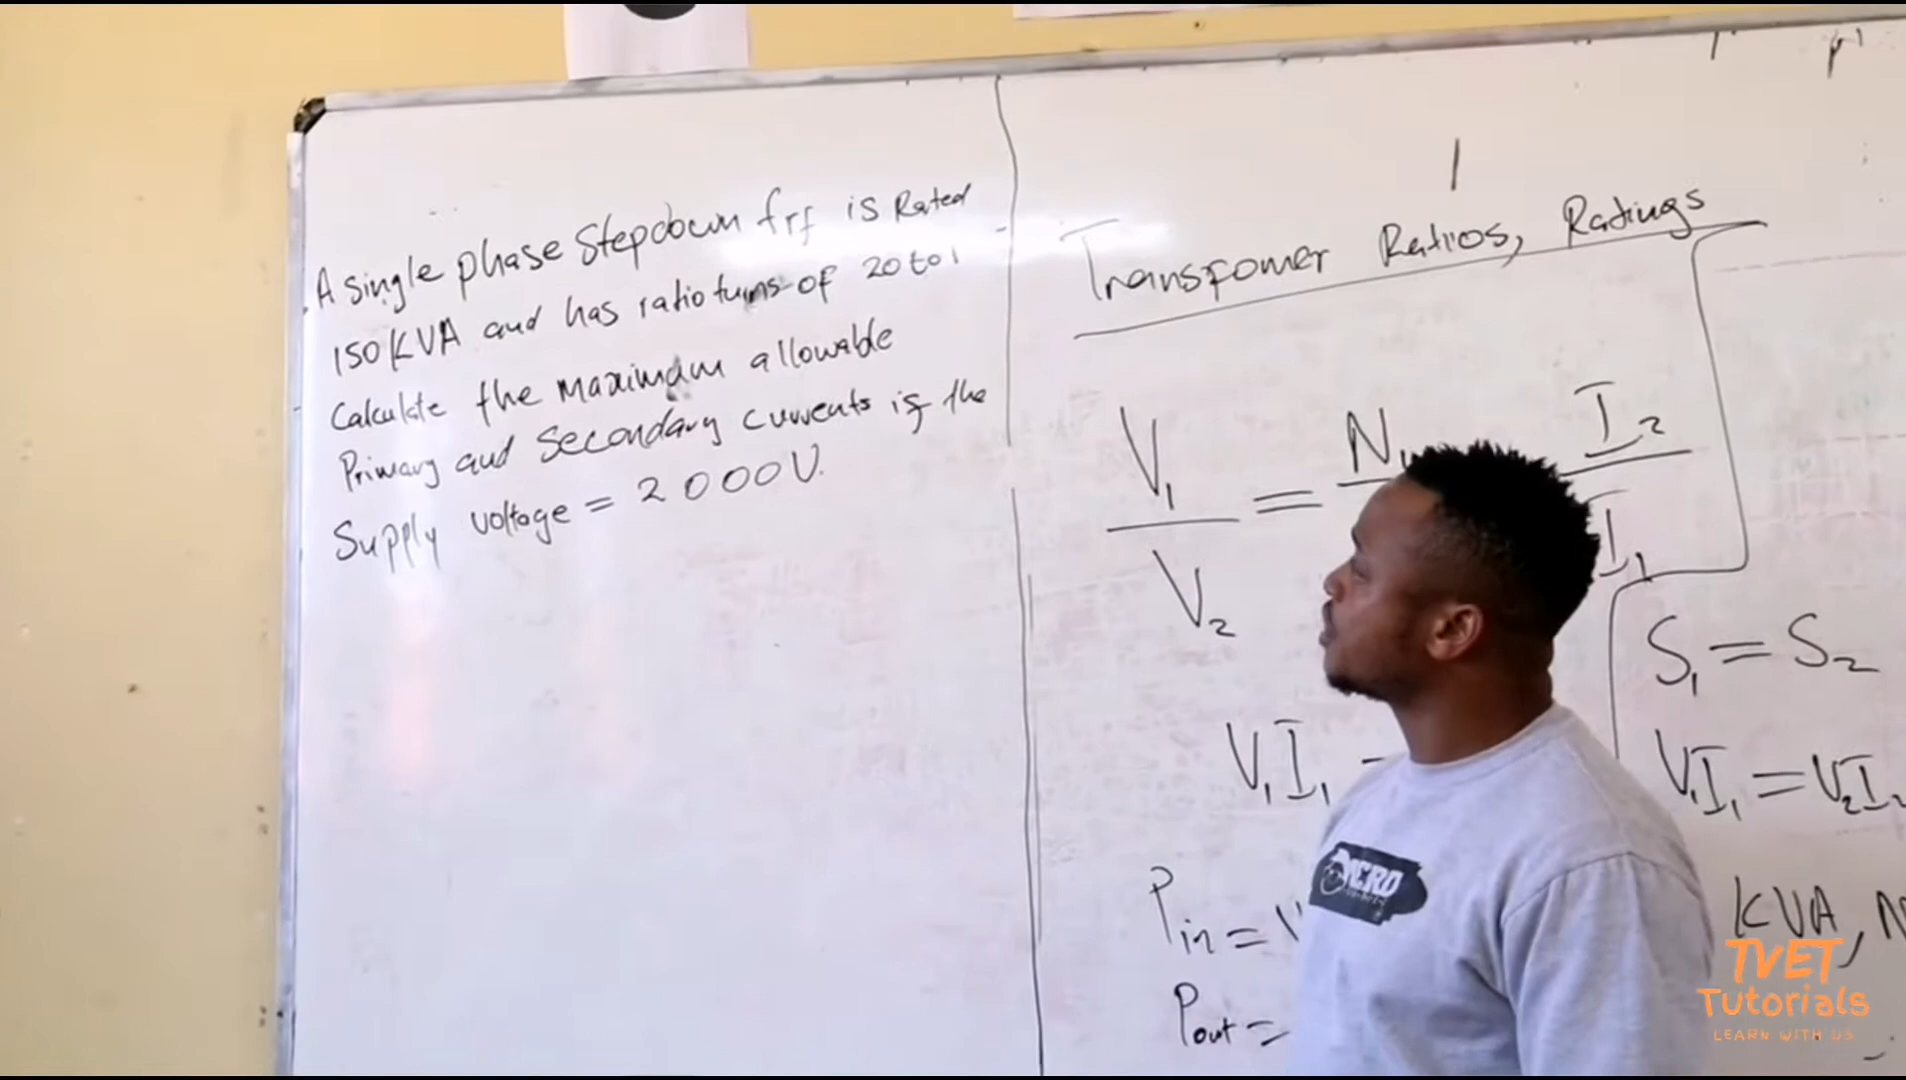 A single phase Stepdown trf is Rated
150 KVA and has ratio turns of 20 to 1
Calculate the maximum allowable
Primary and Secondary currents if the
Supply voltage = 2000V.
Transfomer Ratios, Ratings
V1 = N1 I2
V2 I1
S1 = S2
V1I1
V1I1 = V2I2
Pin =
KVA,
Pout =
TVET
Tutorials
LEARN WITH US